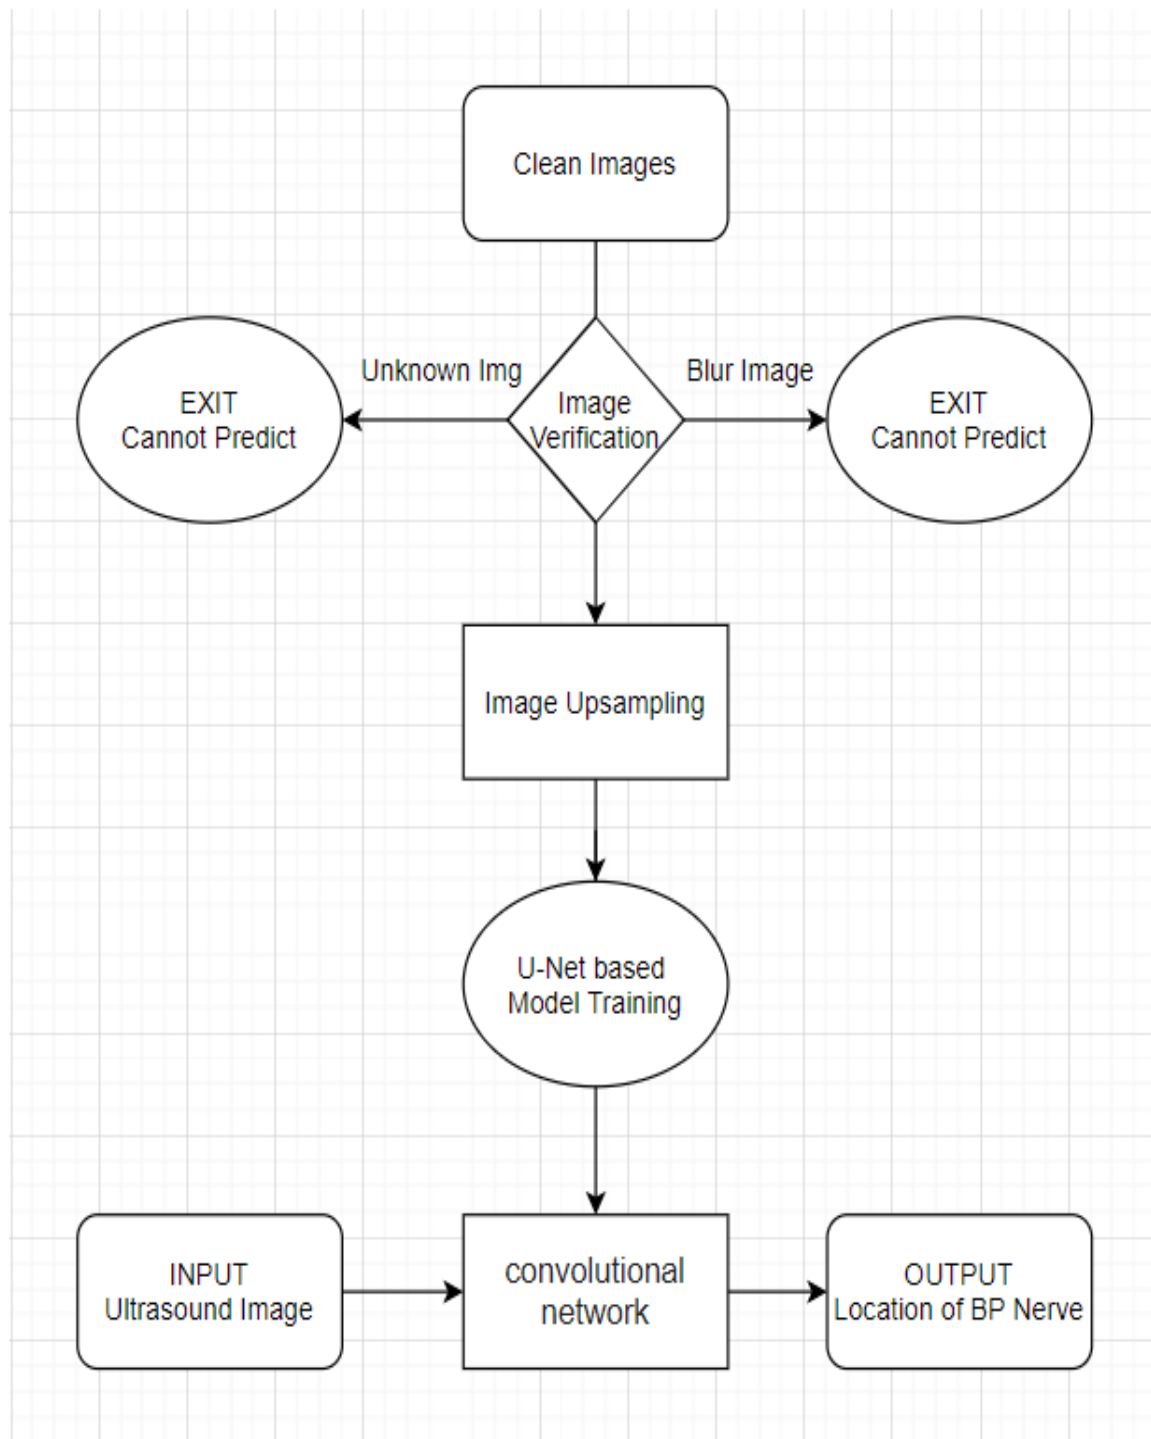 Clean Images
Unknown Img
Blur Image
EXIT
Cannot Predict
Image
Verification
EXIT
Cannot Predict
Image Upsampling
U-Net based
Model Training
INPUT
Ultrasound Image
convolutional
network
OUTPUT
Location of BP Nerve